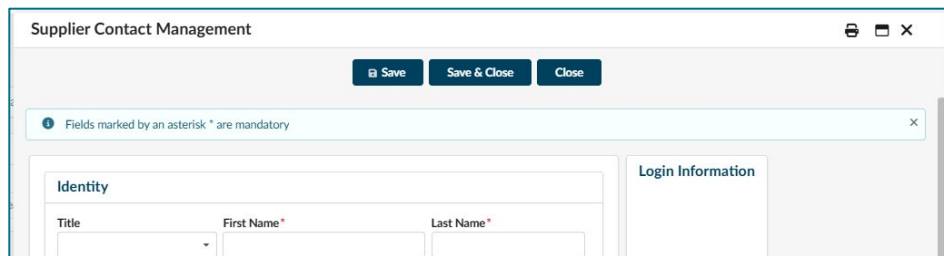 Supplier Contact Management
Save
Save & Close
Close
Fields marked by an asterisk * are mandatory
Identity
Login Information
Title
First Name*
Last Name*